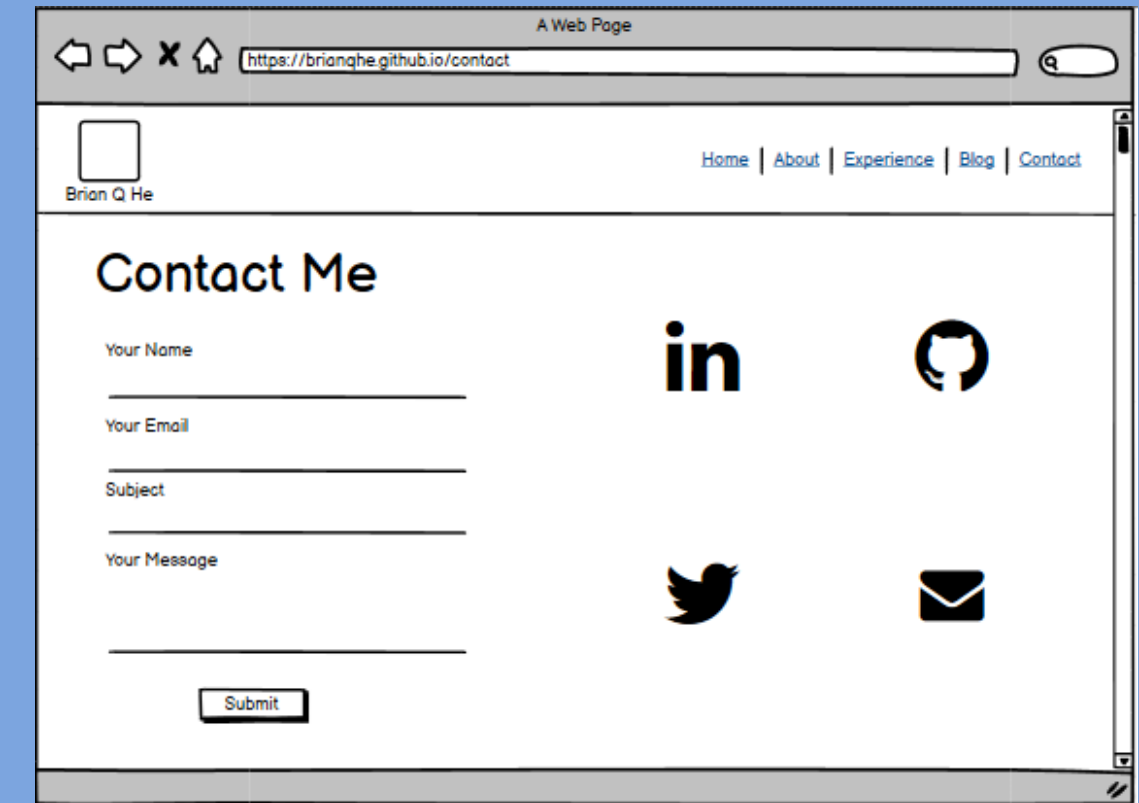 A Web Page
https://brianqhe.github.io/contact
Brian Q He
Home | About | Experience | Blog | Contact
Contact Me
Your Name
Your Email
Subject
Your Message
Submit
in